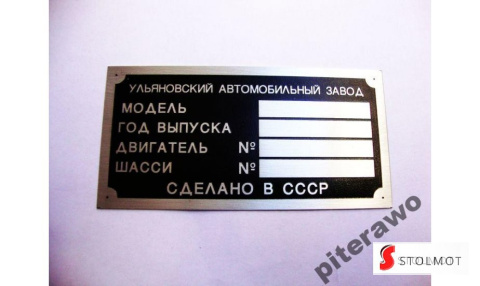 УЛЬЯНОВСКИЙ АВТОМОБИЛЬНЫЙ ЗАВОД
МОДЕЛЬ
ГОД ВЫПУСКА
ДВИГАТЕЛЬ №
ШАССИ №
СДЕЛАНО В СССР
piterawo
STOLMOT